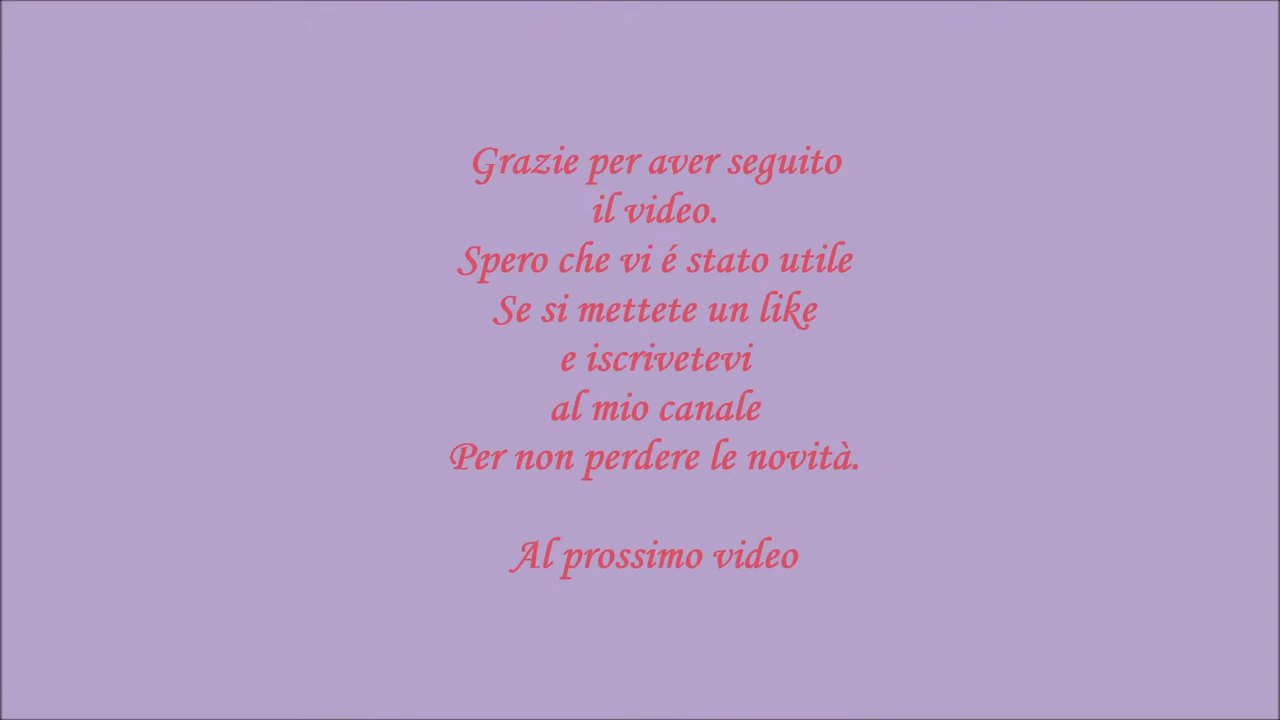 Grazie per aver seguito
il video.
Spero che vi é stato utile
Se si mettete un like
e iscrivetevi
al mio canale
Per non perdere le novità.
Al prossimo video